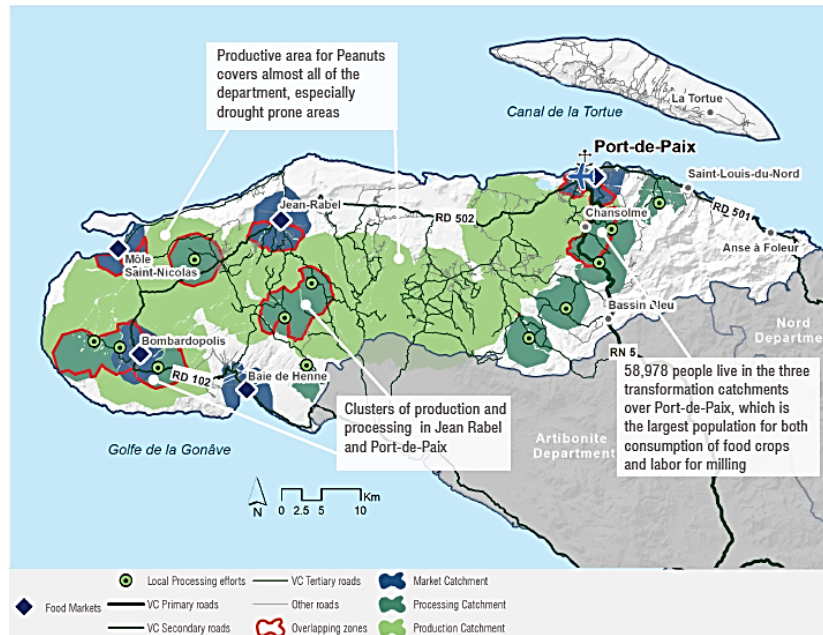 Productive area for Peanuts
covers almost all of the
department, especially
drought prone areas
La Tortue
Canal de la Tortue
Port-de-Paix
Saint-Louis-du-Nord
Jean-Rabel
RD 502
Chansolme
RD 501
Anse à Foleur
Môle
Saint-Nicolas
Bassin Bleu
Nord
Departme
Bombardopolis
RN 5
RD 102
Baie de Henne
58,978 people live in the three
transformation catchments
over Port-de-Paix, which is
the largest population for both
consumption of food crops
and labor for milling
Clusters of production and
processing in Jean Rabel
and Port-de-Paix
Artibonite
Department
Golfe de la Gonâve
N
Km
0 2.5 5 10
Local Processing efforts
VC Tertiary roads
Market Catchment
Food Markets
VC Primary roads
Other roads
Processing Catchment
VC Secondary roads
Overlapping zones
Production Catchment